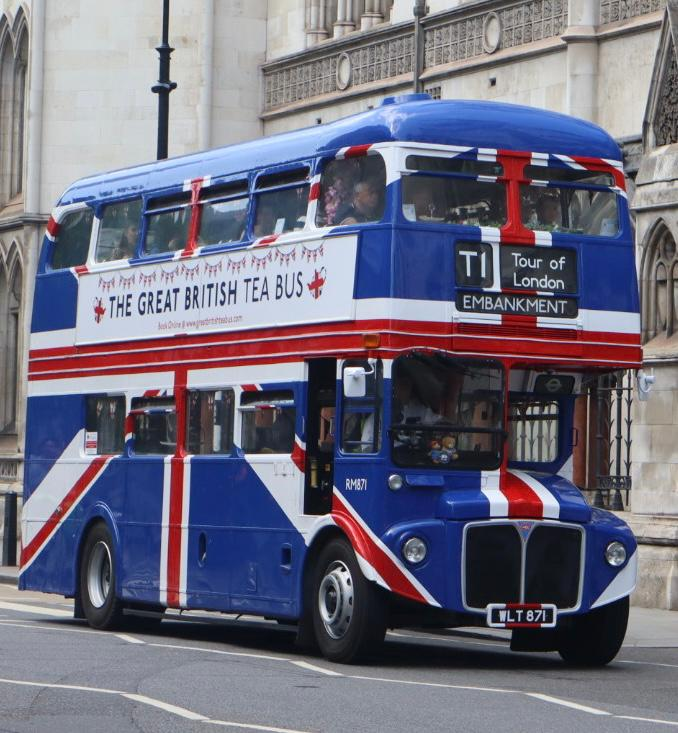 THE GREAT BRITISH TEA BUS
Book Online @ www.greatbritishteabus.com
T1
Tour of
London
EMBANKMENT
RM871
WLT 871